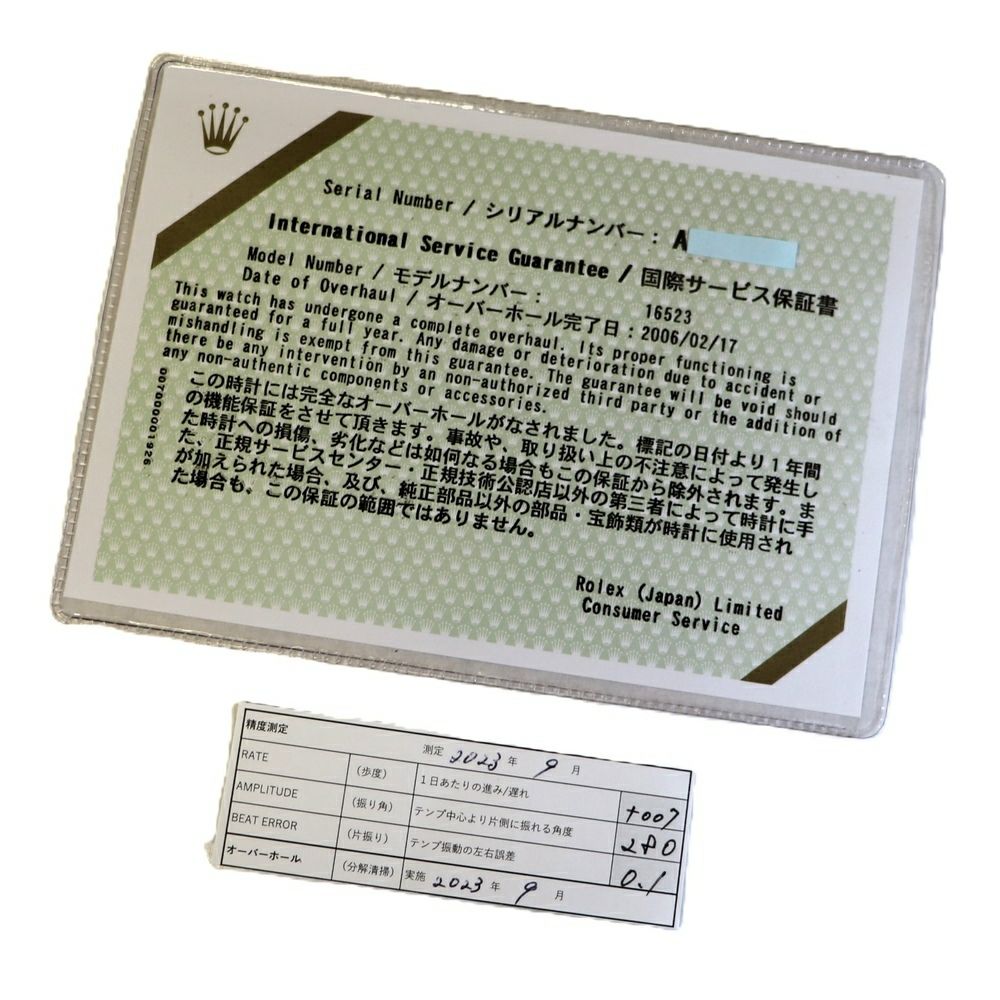 Serial Number / シリアルナンバー : A
International Service Guarantee / 国際サービス保証書
Model Number / モデルナンバー : 16523
Date of Overhaul / オーバーホール完了日 : 2006/02/17
This watch has undergone a complete overhaul. Its proper functioning is
guaranteed for a full year. Any damage or deterioration due to accident or
mishandling is exempt from this guarantee. The guarantee will be void should
there be any intervention by an non-authorized third party or the addition of
any non-authentic components or accessories.
この時計には完全なオーバーホールがなされました。標記の日付より1年間
の機能保証をさせて頂きます。事故や、取り扱い上の不注意によって発生し
た時計への損傷、劣化などは如何なる場合もこの保証から除外されます。ま
た、正規サービスセンター・正規技術公認店以外の第三者によって時計に手
が加えられた場合、及び、純正部品以外の部品・宝飾類が時計に使用され
た場合も、この保証の範囲ではありません。
0070000001926
Rolex (Japan) Limited
Consumer Service
精度測定 測定 2023 年 9 月
RATE (歩度) 1日あたりの進み/遅れ +007
AMPLITUDE (振り角) テンプ中心より片側に振れる角度 280
BEAT ERROR (片振り) テンプ振動の左右誤差 0.1
オーバーホール (分解清掃) 実施 2023 年 9 月